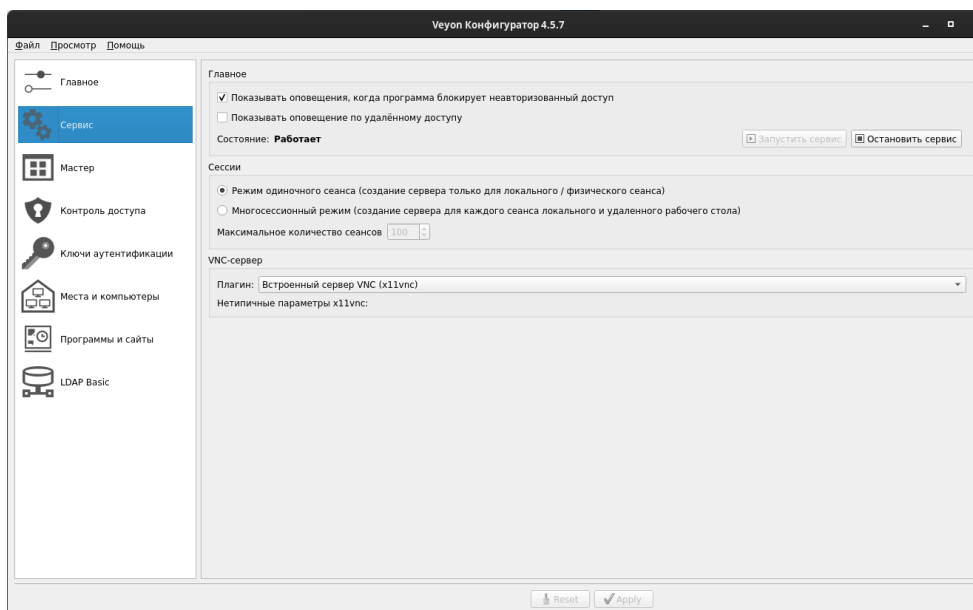 Veyon Конфигуратор 4.5.7
Файл Просмотр Помощь
Главное
Сервис
Мастер
Контроль доступа
Ключи аутентификации
Места и компьютеры
Программы и сайты
LDAP Basic
Главное
Показывать оповещения, когда программа блокирует неавторизованный доступ
Показывать оповещение по удалённому доступу
Состояние: Работает Запустить сервис Остановить сервис
Сессии
Режим одиночного сеанса (создание сервера только для локального / физического сеанса)
Многосессионный режим (создание сервера для каждого сеанса локального и удаленного рабочего стола)
Максимальное количество сеансов 100
VNC-сервер
Плагин: Встроенный сервер VNC (x11vnc)
Нетипичные параметры x11vnc:
Reset Apply